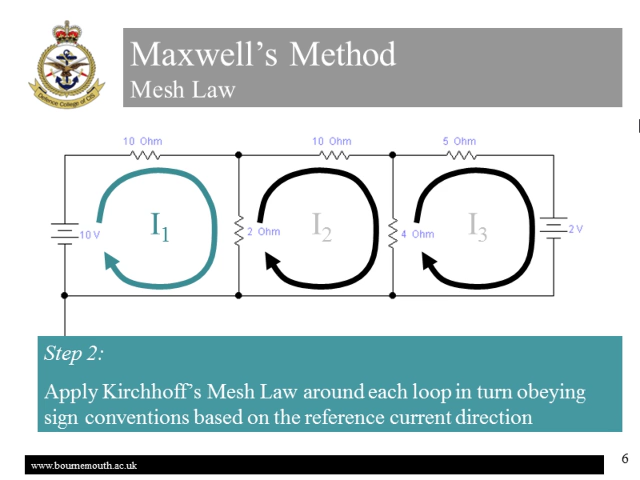 Maxwell's Method
Mesh Law
10 Ohm
10 Ohm
5 Ohm
10 V
I1
2 Ohm
I2
4 Ohm
I3
2 V
Step 2:
Apply Kirchhoff's Mesh Law around each loop in turn obeying
sign conventions based on the reference current direction
www.bournemouth.ac.uk
6